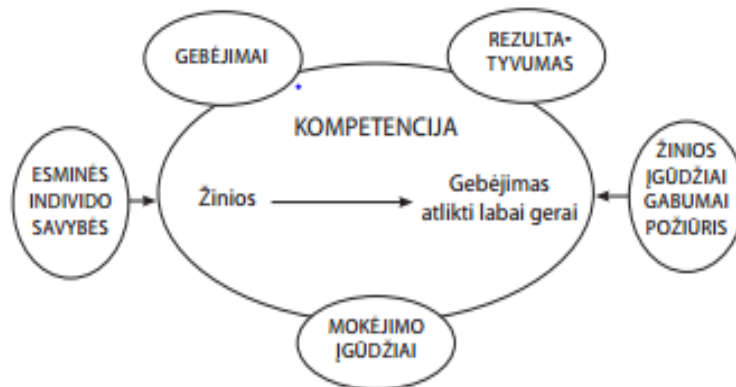 GEBĖJIMAI
REZULTA-
TYVUMAS
KOMPETENCIJA
ESMINĖS
INDIVIDO
SAVYBĖS
Žinios
Gebėjimas
atlikti labai gerai
ŽINIOS
ĮGŪDŽIAI
GABUMAI
POŽIŪRIS
MOKĖJIMO
ĮGŪDŽIAI